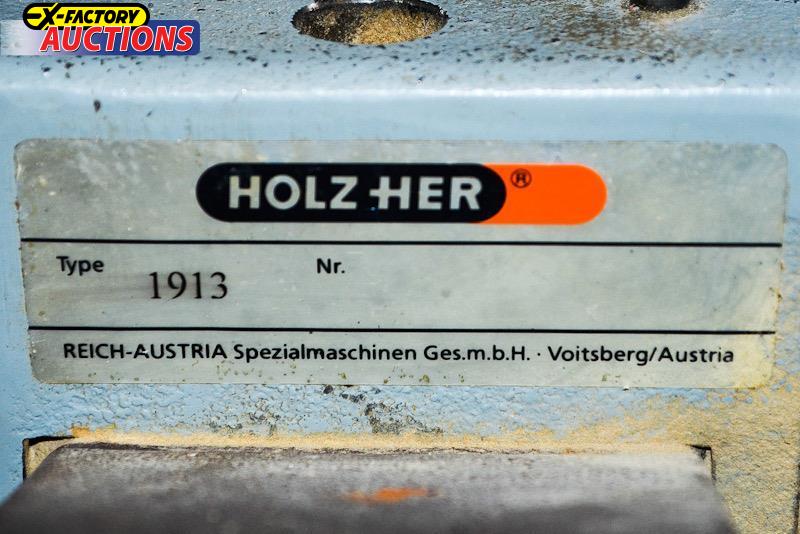 EX-FACTORY
AUCTIONS
HOLZ-HER ®
Type 1913 Nr.
REICH-AUSTRIA Spezialmaschinen Ges.m.b.H. · Voitsberg/Austria